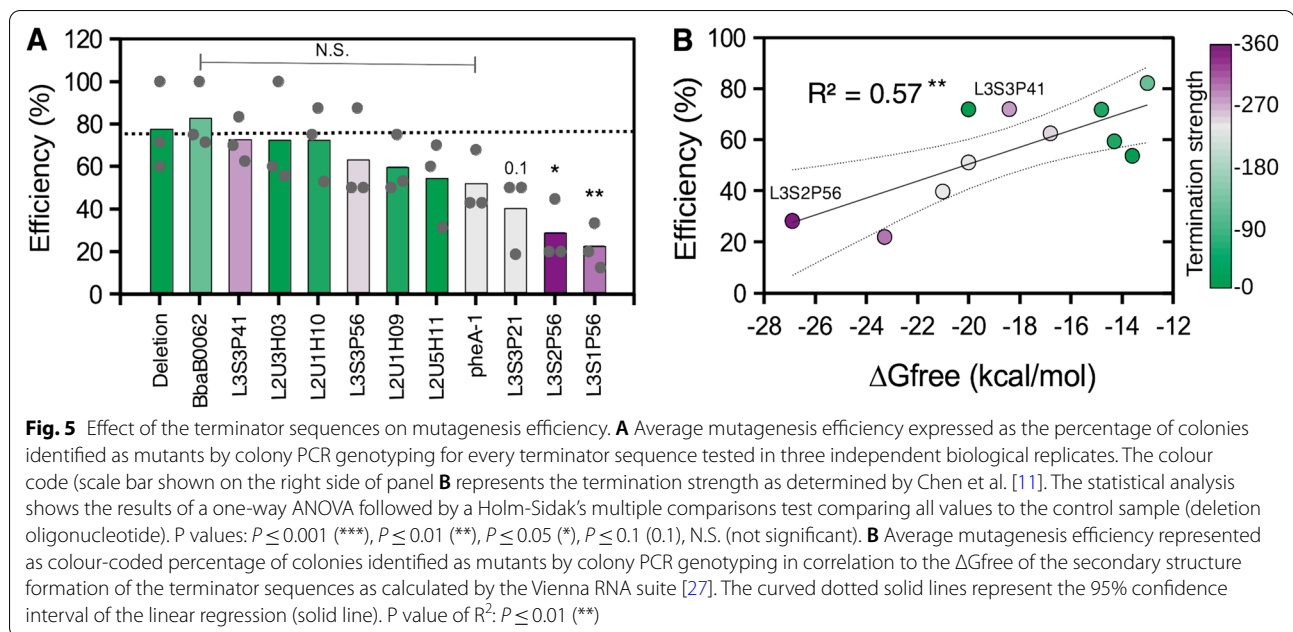 A
120
100
80
60
40
20
0
Efficiency (%)
N.S.
0.1
*
**
Deletion
BbaB0062
L3S3P41
L2U3H03
L2U1H10
L3S3P56
L2U1H09
L2U5H11
pheA-1
L3S3P21
L3S2P56
L3S1P56
B
100
80
60
40
20
0
Efficiency (%)
R² = 0.57 **
L3S3P41
L3S2P56
-28 -26 -24 -22 -20 -18 -16 -14 -12
ΔGfree (kcal/mol)
Termination strength
-360
-270
-180
-90
-0
Fig. 5 Effect of the terminator sequences on mutagenesis efficiency. A Average mutagenesis efficiency expressed as the percentage of colonies
identified as mutants by colony PCR genotyping for every terminator sequence tested in three independent biological replicates. The colour
code (scale bar shown on the right side of panel B represents the termination strength as determined by Chen et al. [11]. The statistical analysis
shows the results of a one-way ANOVA followed by a Holm-Sidak’s multiple comparisons test comparing all values to the control sample (deletion
oligonucleotide). P values: P ≤ 0.001 (***), P ≤ 0.01 (**), P ≤ 0.05 (*), P ≤ 0.1 (0.1), N.S. (not significant). B Average mutagenesis efficiency represented
as colour-coded percentage of colonies identified as mutants by colony PCR genotyping in correlation to the ΔGfree of the secondary structure
formation of the terminator sequences as calculated by the Vienna RNA suite [27]. The curved dotted solid lines represent the 95% confidence
interval of the linear regression (solid line). P value of R²: P ≤ 0.01 (**)